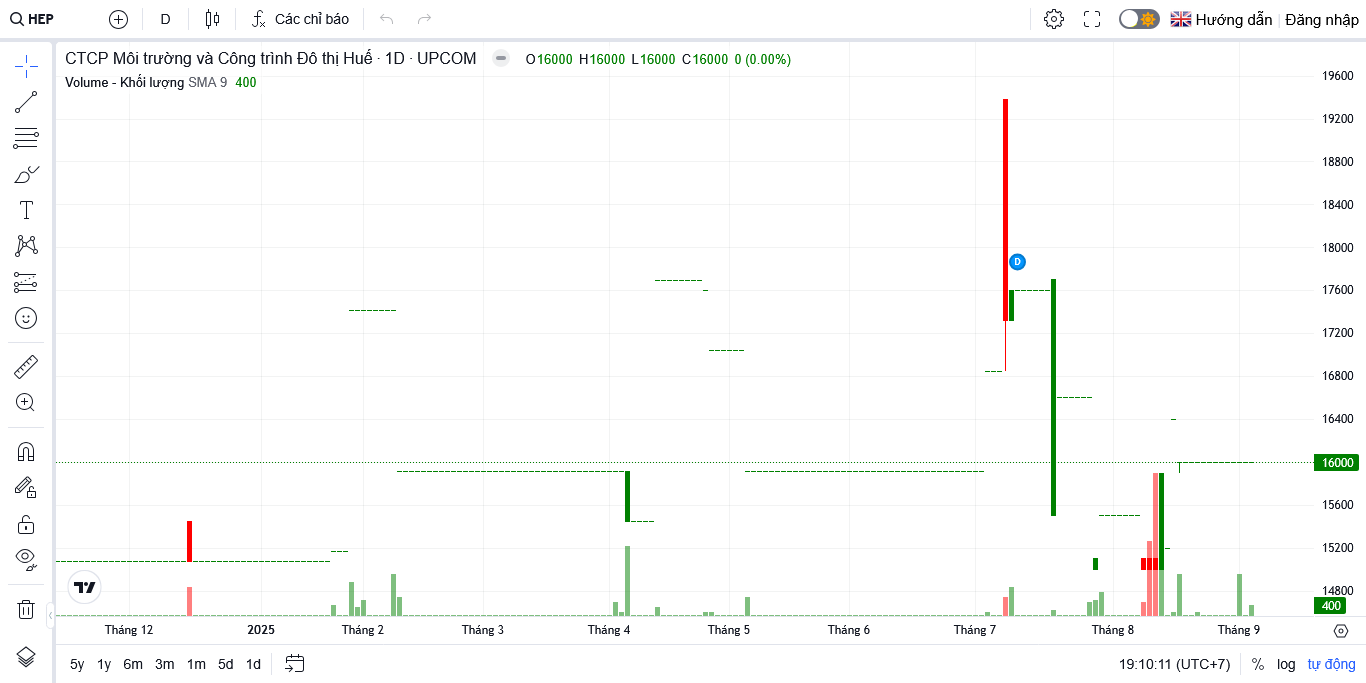 HEP D Các chỉ báo Hướng dẫn Đăng nhập
CTCP Môi trường và Công trình Đô thị Huế · 1D · UPCOM O16000 H16000 L16000 C16000 0 (0.00%)
Volume - Khối lượng SMA 9 400
19600
19200
18800
18400
18000
D
17600
17200
16800
16400
16000
15600
15200
14800
400
Tháng 12 2025 Tháng 2 Tháng 3 Tháng 4 Tháng 5 Tháng 6 Tháng 7 Tháng 8 Tháng 9
5y 1y 6m 3m 1m 5d 1d 19:10:11 (UTC+7) % log tự động